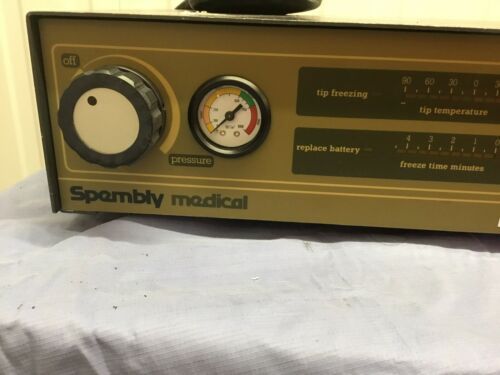 off
pressure
Spembly medical
tip freezing
90 60 30 0
tip temperature
replace battery
4 3 2 1 0
freeze time minutes